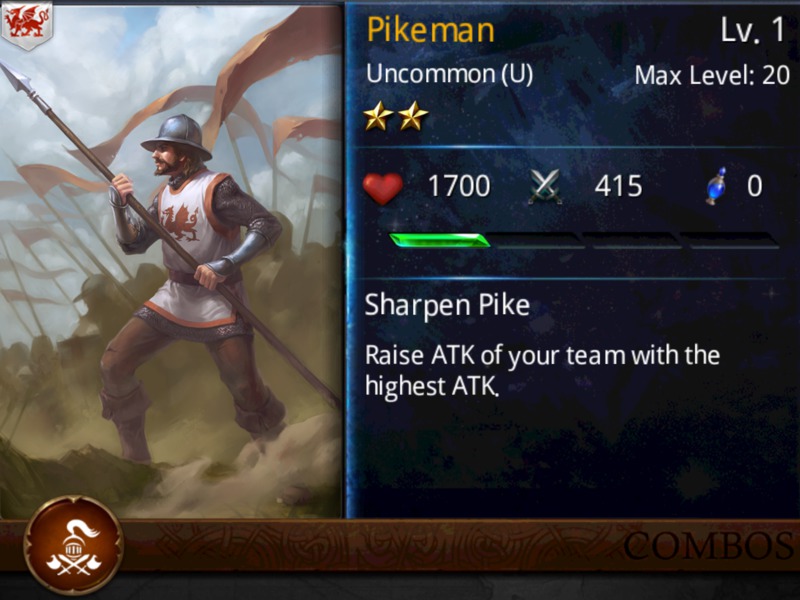 Pikeman
Lv. 1
Uncommon (U)
Max Level: 20
1700
415
0
Sharpen Pike
Raise ATK of your team with the
highest ATK.
COMBOS